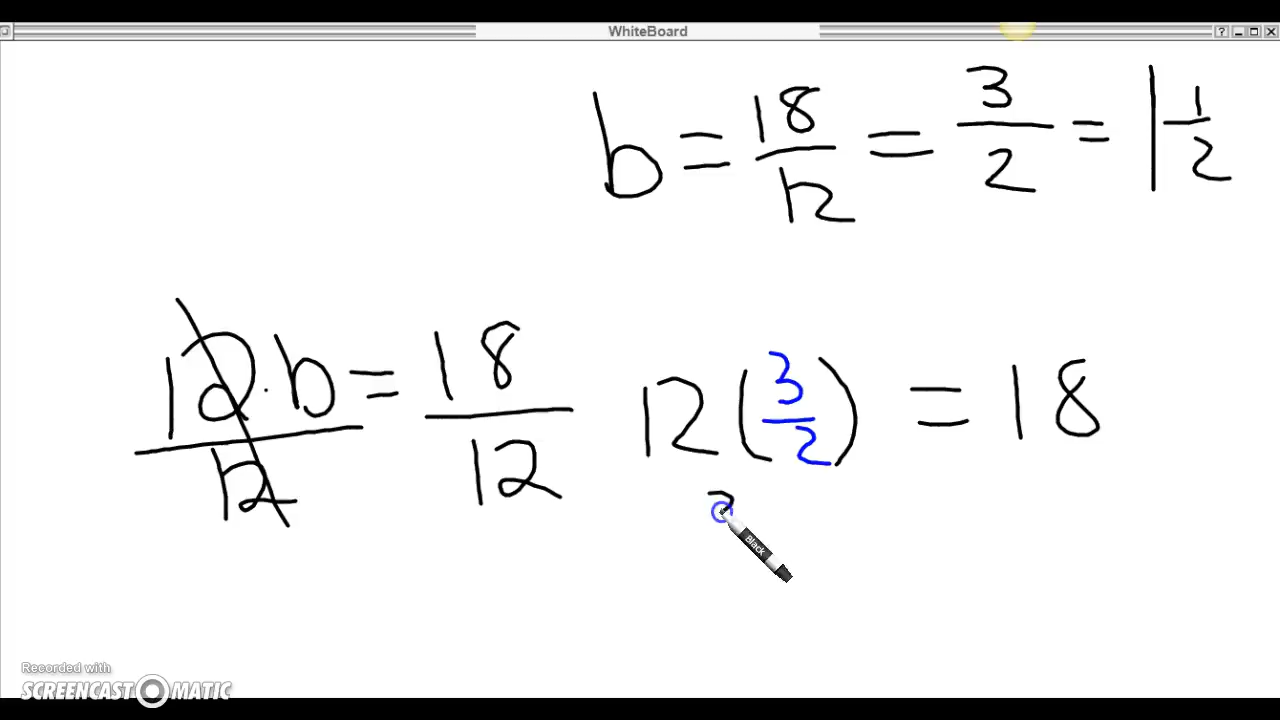 WhiteBoard
b = 18/12 = 3/2 = 1 1/2
12·b/12 = 18/12
12(3/2) = 18
Black
Recorded with
SCREENCAST-O-MATIC